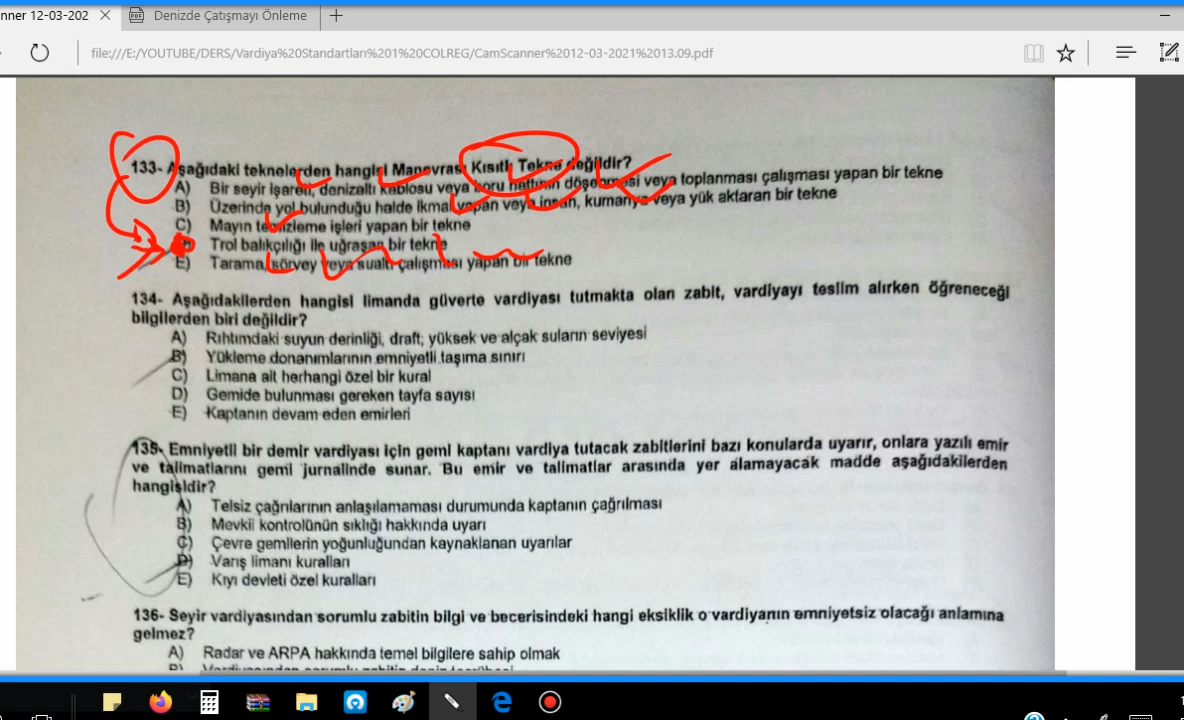 nner 12-03-202
Denizde Çatışmayı Önleme
file:///E:/YOUTUBE/DERS/Vardiya%20Standartları%201%20COLREG/CamScanner%2012-03-2021%2013.09.pdf
133- Aşağıdaki teknelerden hangisi Manevrası Kısıtlı Tekne değildir?
A) Bir seyir işareti, denizaltı kablosu veya boru hattının döşenmesi veya toplanması çalışması yapan bir tekne
B) Üzerinde yol bulunduğu halde ikmal yapan veya insan, kumanya veya yük aktaran bir tekne
C) Mayın temizleme işleri yapan bir tekne
Trol balıkçılığı ile uğraşan bir tekne
E) Tarama, sörvey veya sualtı çalışması yapan bir tekne
134- Aşağıdakilerden hangisi limanda güverte vardiyası tutmakta olan zabit, vardiyayı teslim alırken öğreneceği
bilgilerden biri değildir?
A) Rıhtımdaki suyun derinliği, draft, yüksek ve alçak suların seviyesi
B) Yükleme donanımlarının emniyetli taşıma sınırı
C) Limana ait herhangi özel bir kural
D) Gemide bulunması gereken tayfa sayısı
E) Kaptanın devam eden emirleri
135- Emniyetli bir demir vardiyası için gemi kaptanı vardiya tutacak zabitlerini bazı konularda uyarır, onlara yazılı emir
ve talimatlarını gemi jurnalinde sunar. Bu emir ve talimatlar arasında yer alamayacak madde aşağıdakilerden
hangisidir?
A) Telsiz çağrılarının anlaşılamaması durumunda kaptanın çağrılması
B) Mevkii kontrolünün sıklığı hakkında uyarı
C) Çevre gemilerin yoğunluğundan kaynaklanan uyarılar
D) Varış limanı kuralları
E) Kıyı devleti özel kuralları
136- Seyir vardiyasından sorumlu zabitin bilgi ve becerisindeki hangi eksiklik o vardiyanın emniyetsiz olacağı anlamına
gelmez?
A) Radar ve ARPA hakkında temel bilgilere sahip olmak